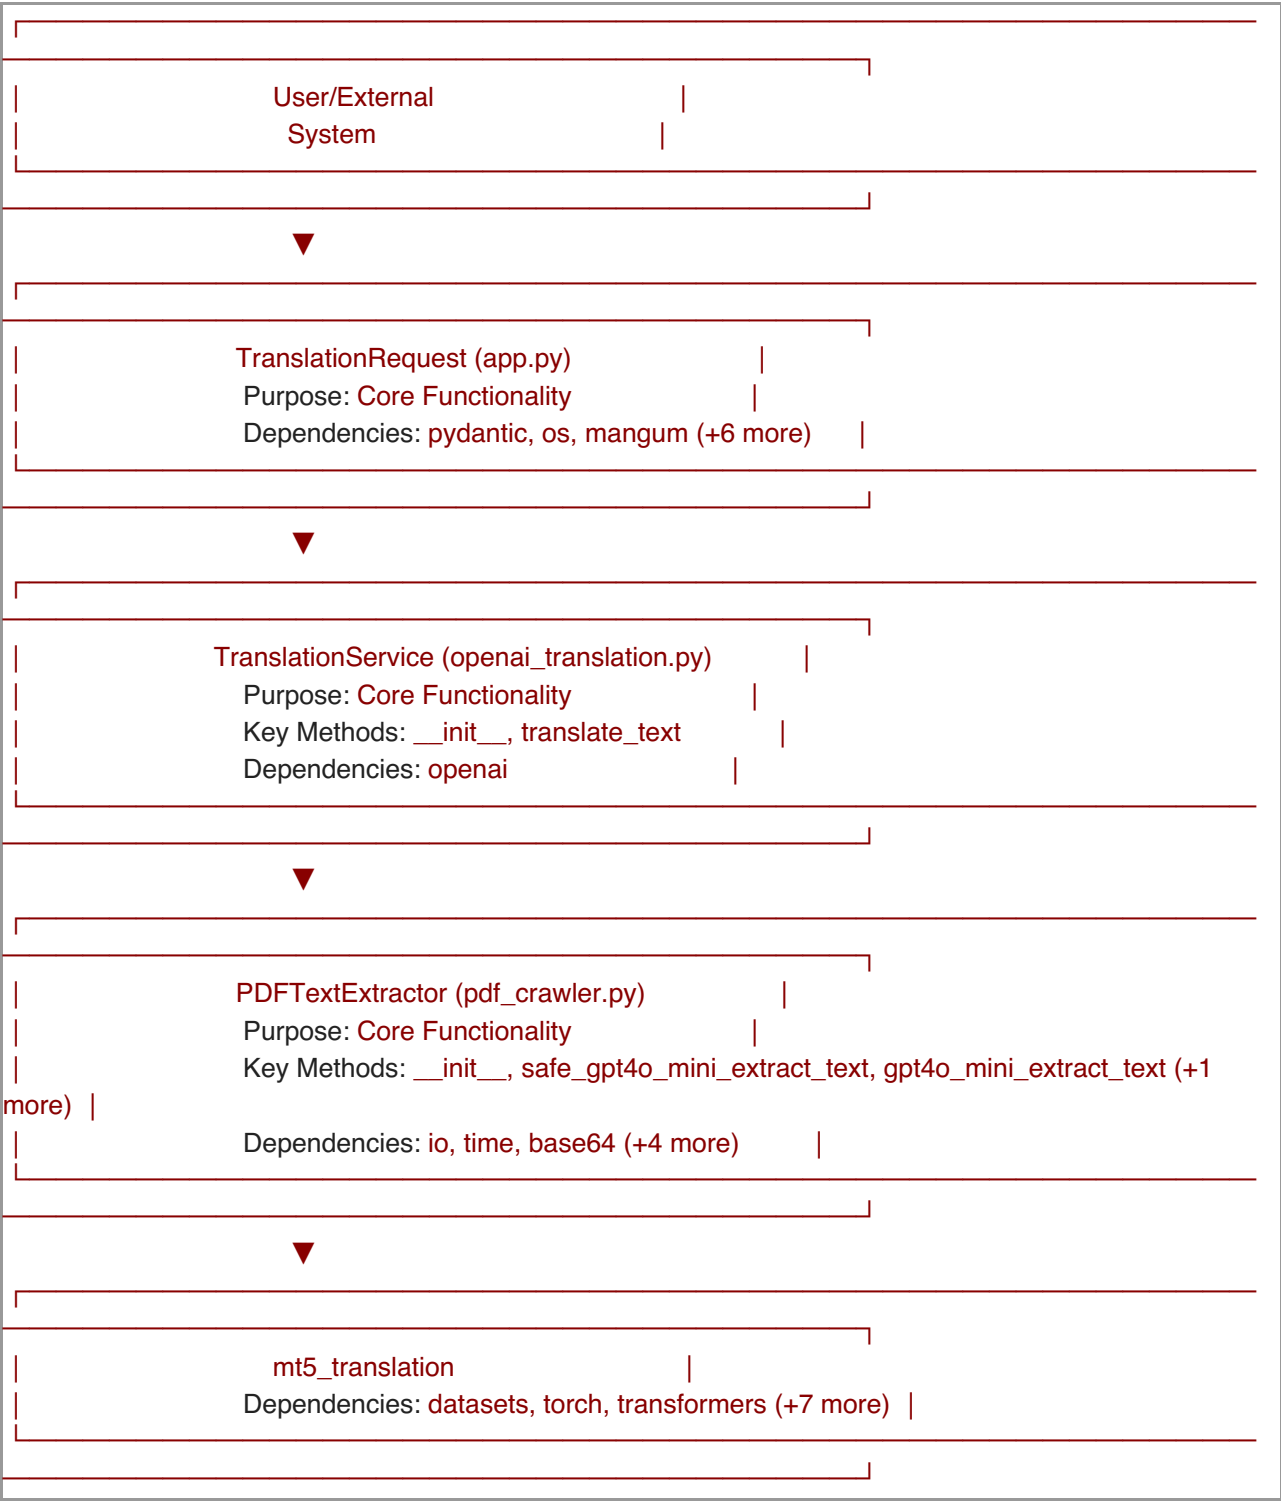 User/External
System
▼
TranslationRequest (app.py)
Purpose: Core Functionality
Dependencies: pydantic, os, mangum (+6 more)
▼
TranslationService (openai_translation.py)
Purpose: Core Functionality
Key Methods: __init__, translate_text
Dependencies: openai
▼
PDFTextExtractor (pdf_crawler.py)
Purpose: Core Functionality
Key Methods: __init__, safe_gpt4o_mini_extract_text, gpt4o_mini_extract_text (+1
more)
Dependencies: io, time, base64 (+4 more)
▼
mt5_translation
Dependencies: datasets, torch, transformers (+7 more)